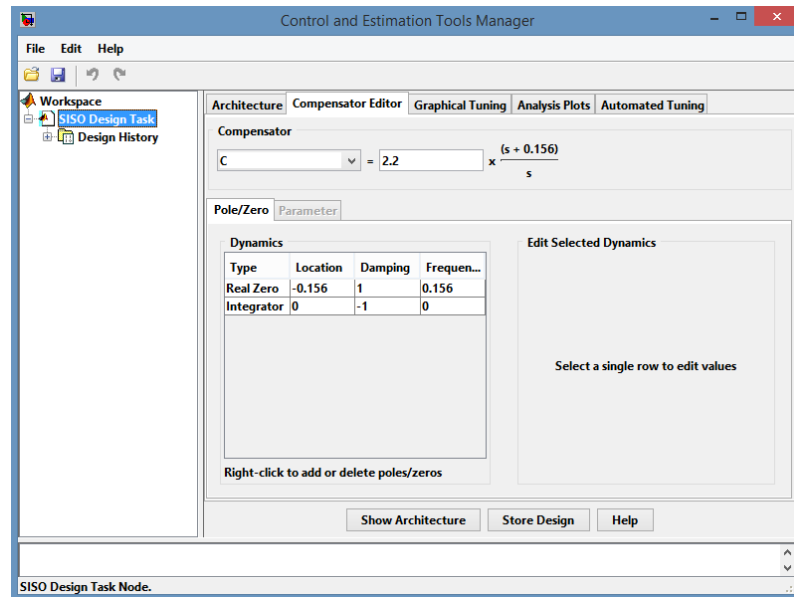 Control and Estimation Tools Manager
File Edit Help
Workspace
SISO Design Task
Design History
Architecture Compensator Editor Graphical Tuning Analysis Plots Automated Tuning
Compensator
C = 2.2 x (s + 0.156)
s
Pole/Zero Parameter
Dynamics
Type Location Damping Frequen...
Real Zero -0.156 1 0.156
Integrator 0 -1 0
Right-click to add or delete poles/zeros
Edit Selected Dynamics
Select a single row to edit values
Show Architecture Store Design Help
SISO Design Task Node.